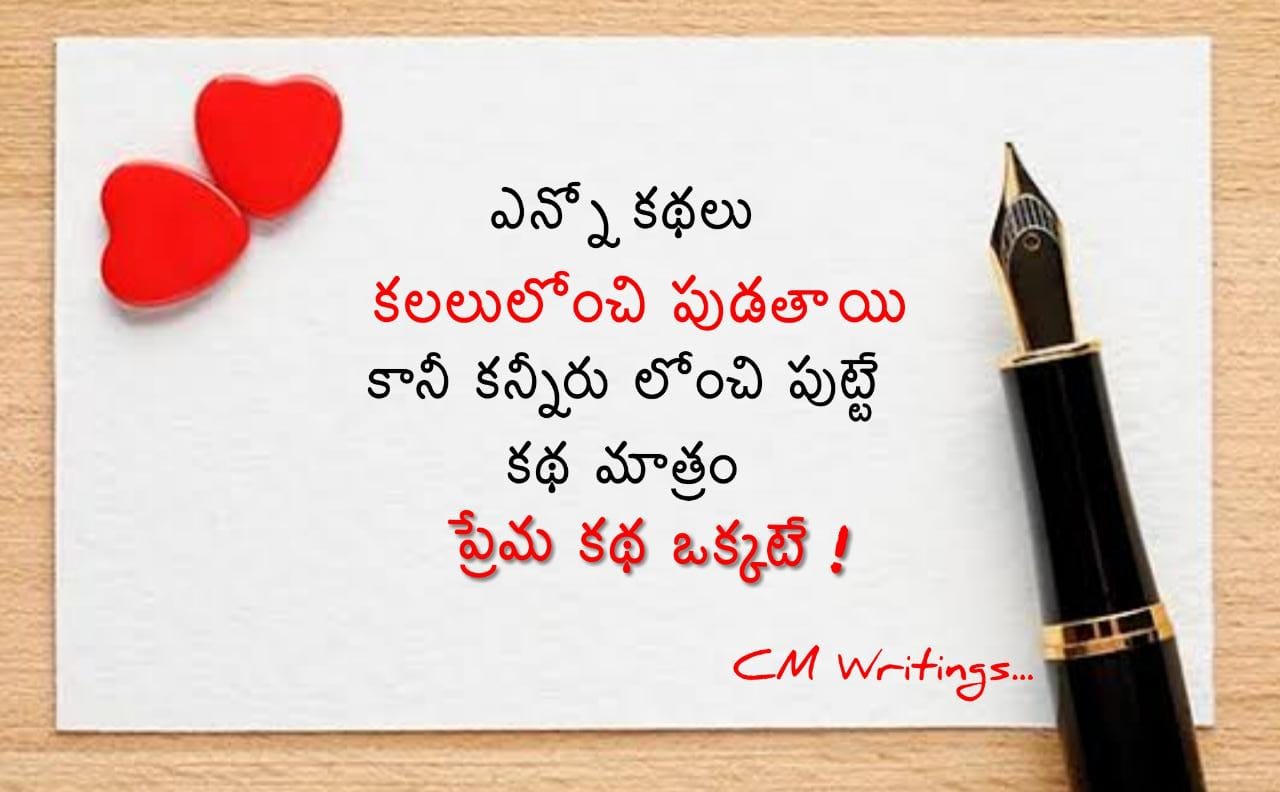 ఎన్నో కథలు
కలలులోంచి పుడతాయి
కానీ కన్నీరు లోంచి పుట్టే
కథ మాత్రం
ప్రేమ కథ ఒక్కటే !
CM Writings...